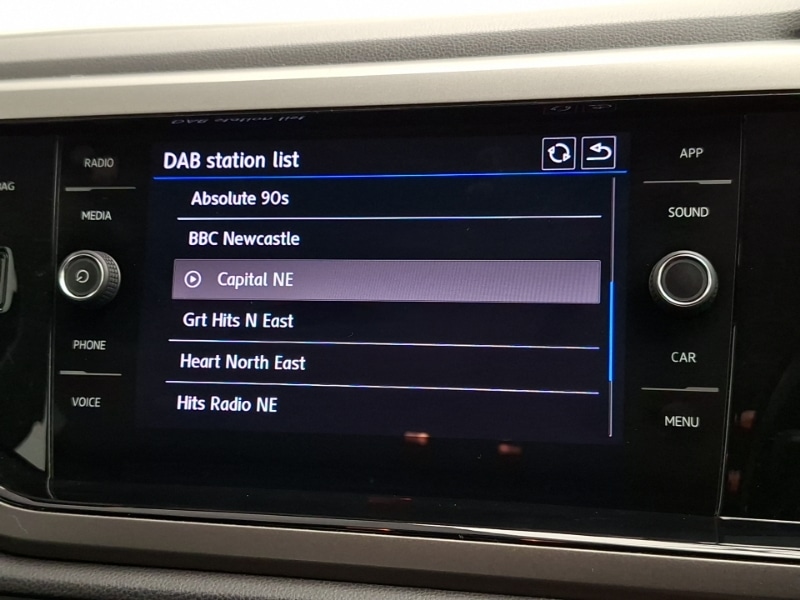 RADIO
MEDIA
PHONE
VOICE
DAB station list
Absolute 90s
BBC Newcastle
Capital NE
Grt Hits N East
Heart North East
Hits Radio NE
APP
SOUND
CAR
MENU